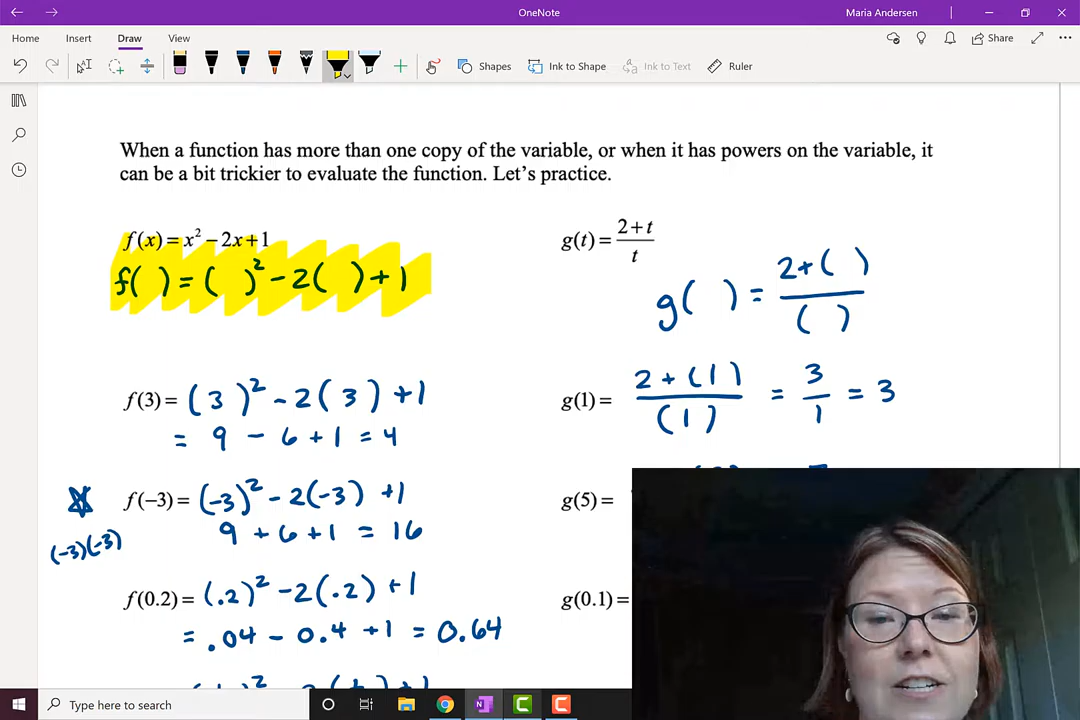 OneNote
Maria Andersen
Home Insert Draw View
Share
Shapes Ink to Shape Ink to Text Ruler
When a function has more than one copy of the variable, or when it has powers on the variable, it
can be a bit trickier to evaluate the function. Let's practice.
f(x) = x² − 2x + 1
f( ) = ( )² − 2( ) + 1
f(3) = (3)² − 2(3) + 1
= 9 − 6 + 1 = 4
f(−3) = (−3)² − 2(−3) + 1
(−3)(−3)
9 + 6 + 1 = 16
f(0.2) = (.2)² − 2(.2) + 1
= .04 − 0.4 + 1 = 0.64
g(t) = (2+t)/t
g( ) = (2+( ))/( )
g(1) = (2+(1))/(1) = 3/1 = 3
g(5) =
g(0.1) =
Type here to search